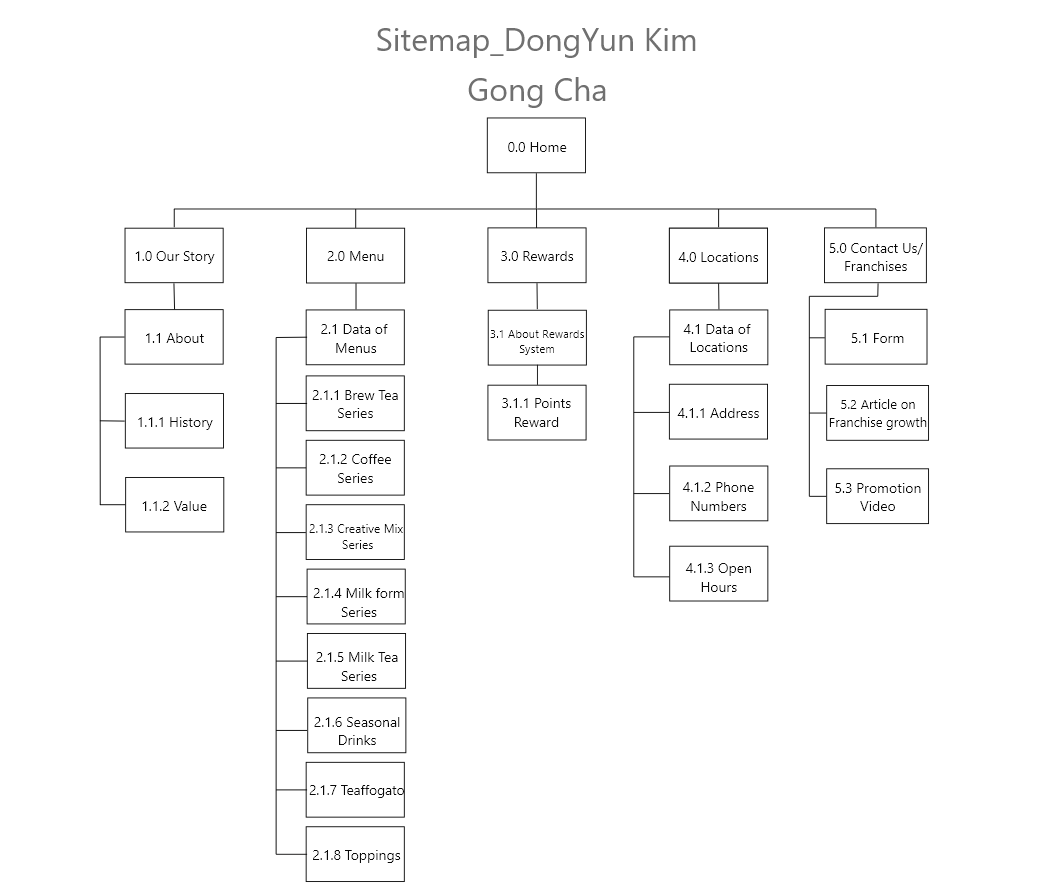 Sitemap_DongYun Kim
Gong Cha
0.0 Home
1.0 Our Story
2.0 Menu
3.0 Rewards
4.0 Locations
5.0 Contact Us/
Franchises
1.1 About
1.1.1 History
1.1.2 Value
2.1 Data of
Menus
2.1.1 Brew Tea
Series
2.1.2 Coffee
Series
2.1.3 Creative Mix
Series
2.1.4 Milk form
Series
2.1.5 Milk Tea
Series
2.1.6 Seasonal
Drinks
2.1.7 Teaffogato
2.1.8 Toppings
3.1 About Rewards
System
3.1.1 Points
Reward
4.1 Data of
Locations
4.1.1 Address
4.1.2 Phone
Numbers
4.1.3 Open
Hours
5.1 Form
5.2 Article on
Franchise growth
5.3 Promotion
Video